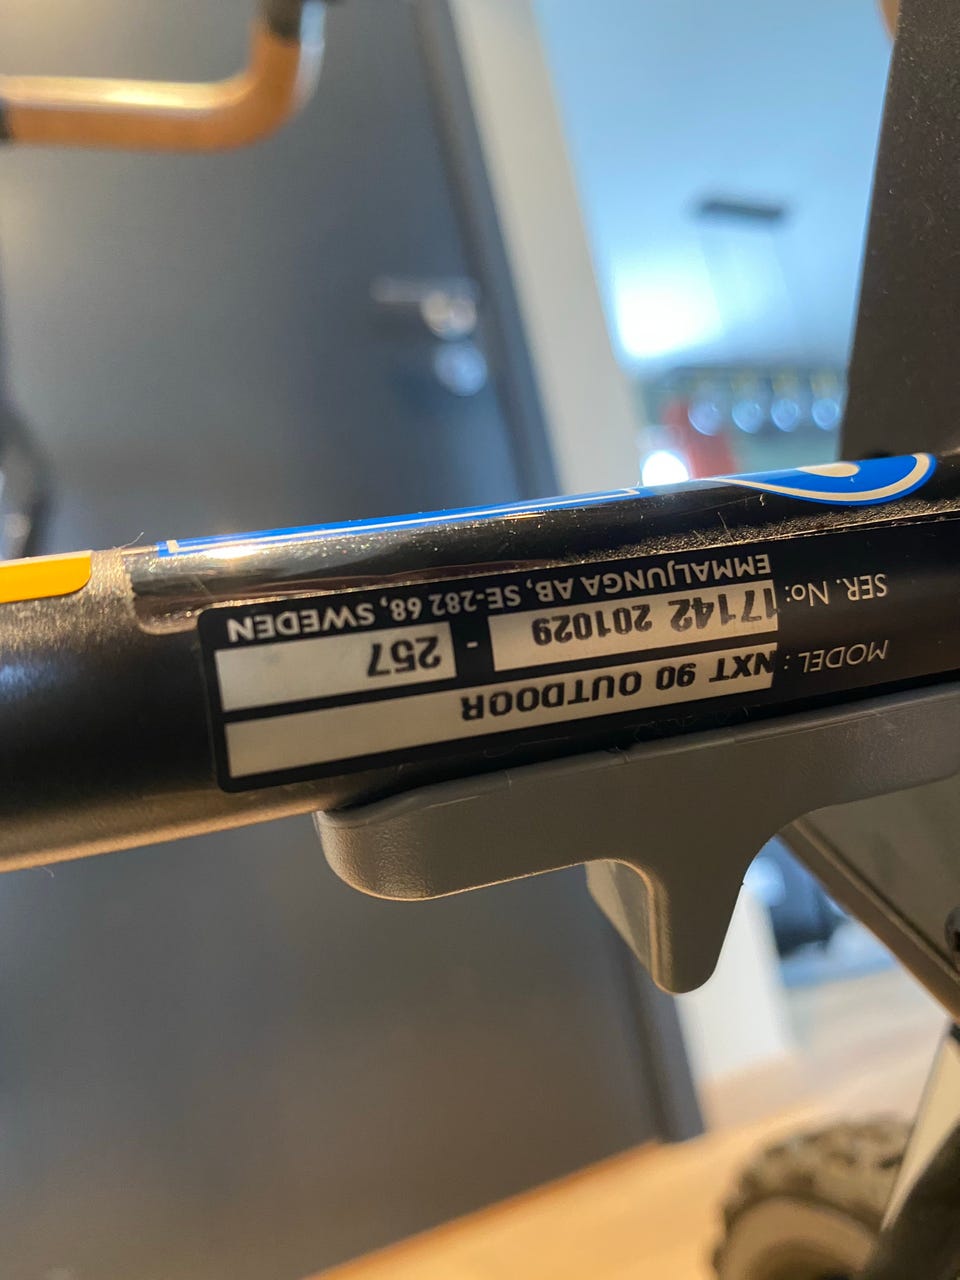 MODEL : NXT 90 OUTDOOR
SER. No: 17142 201029 - 257
EMMALJUNGA AB, SE-282 68, SWEDEN